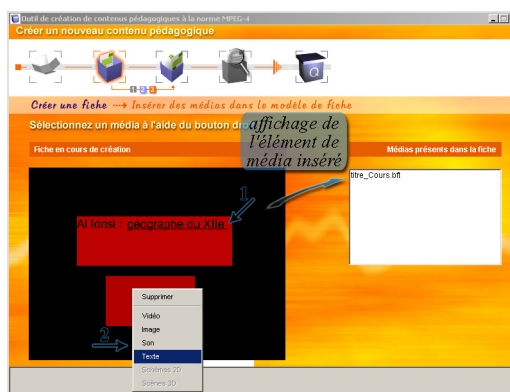 Outil de création de contenus pédagogiques à la norme MPEG-4
Créer un nouveau contenu pédagogique
1 2 3
Q
Créer une fiche ---> Insérer des médias dans le modèle de fiche
Sélectionnez un média à l'aide du bouton dro
affichage de
l'élément de
média inséré
Fiche en cours de création
Médias présents dans la fiche
titre_Cours.bft
1
Al Idrisi : géographe du XIIe
Supprimer
Vidéo
Image
2
Son
Texte
Schémas 2D
Scènes 3D